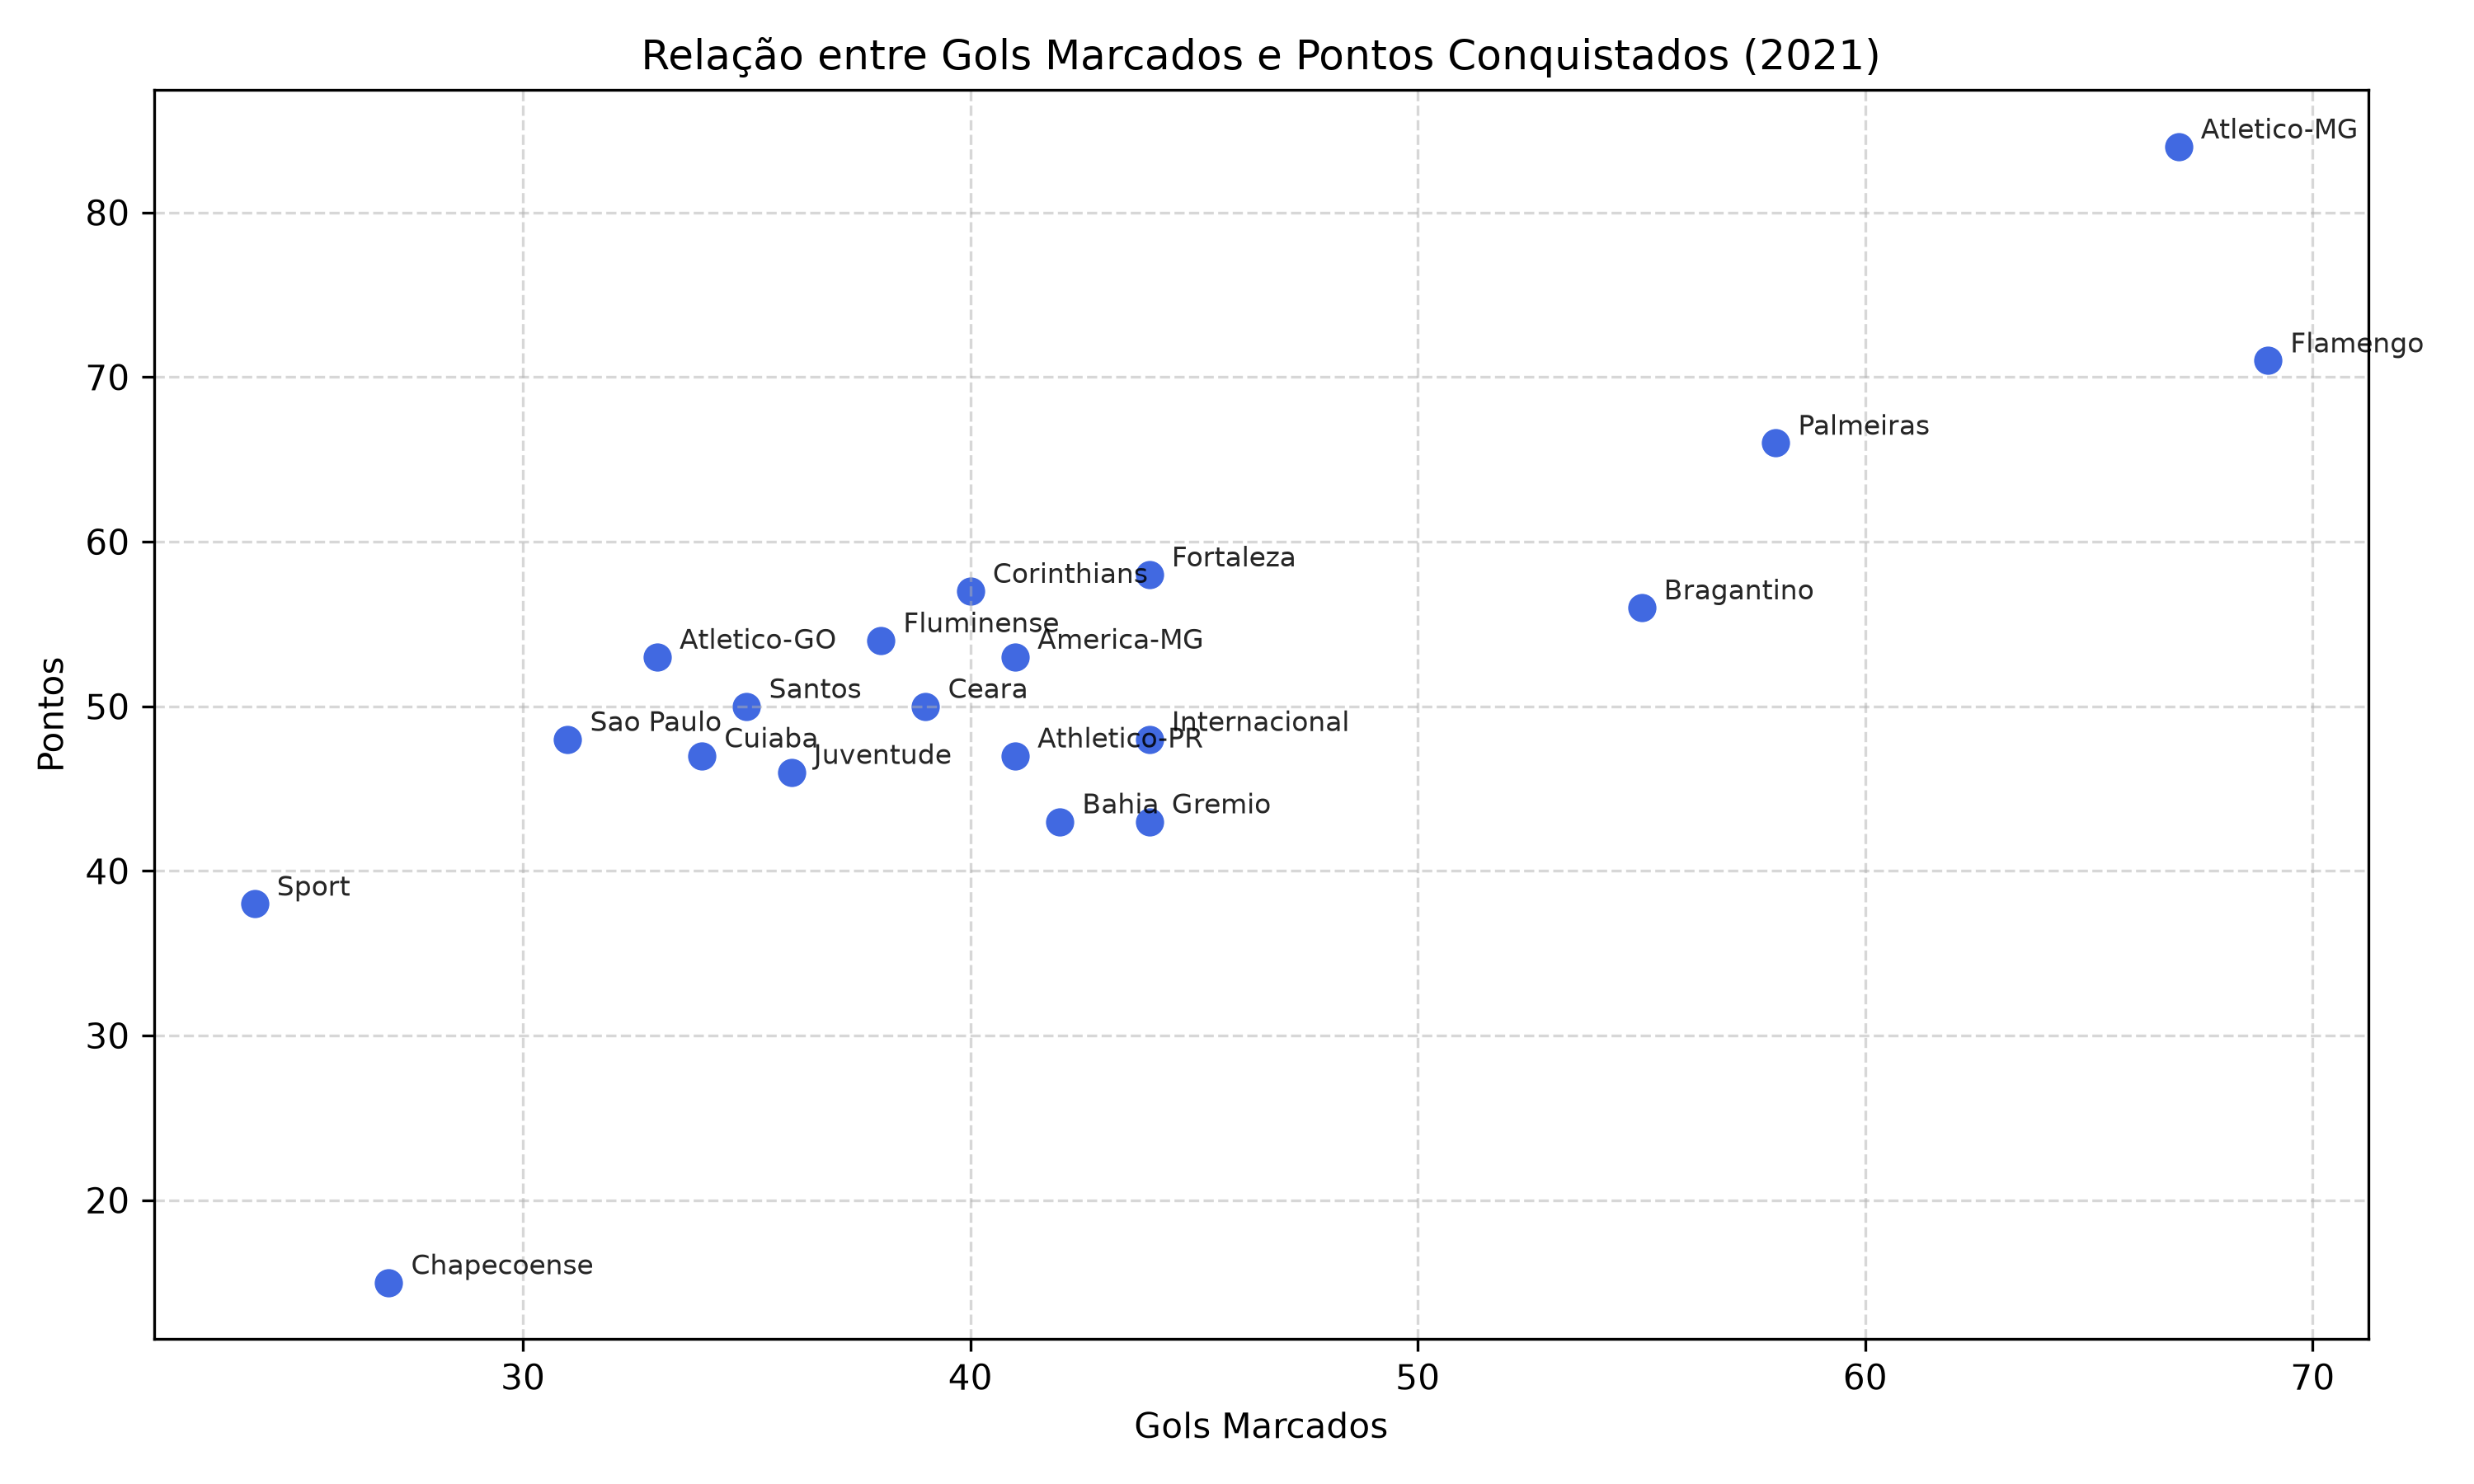 Relação entre Gols Marcados e Pontos Conquistados (2021)
Atletico-MG
80
Flamengo
70
Palmeiras
60
Fortaleza
Corinthians
Bragantino
Fluminense
Atletico-GO
America-MG
Santos
Ceara
50
Sao Paulo
Internacional
Cuiaba
Athletico-PR
Juventude
Bahia
Gremio
40
Sport
30
20
Chapecoense
Pontos
30
40
50
60
70
Gols Marcados